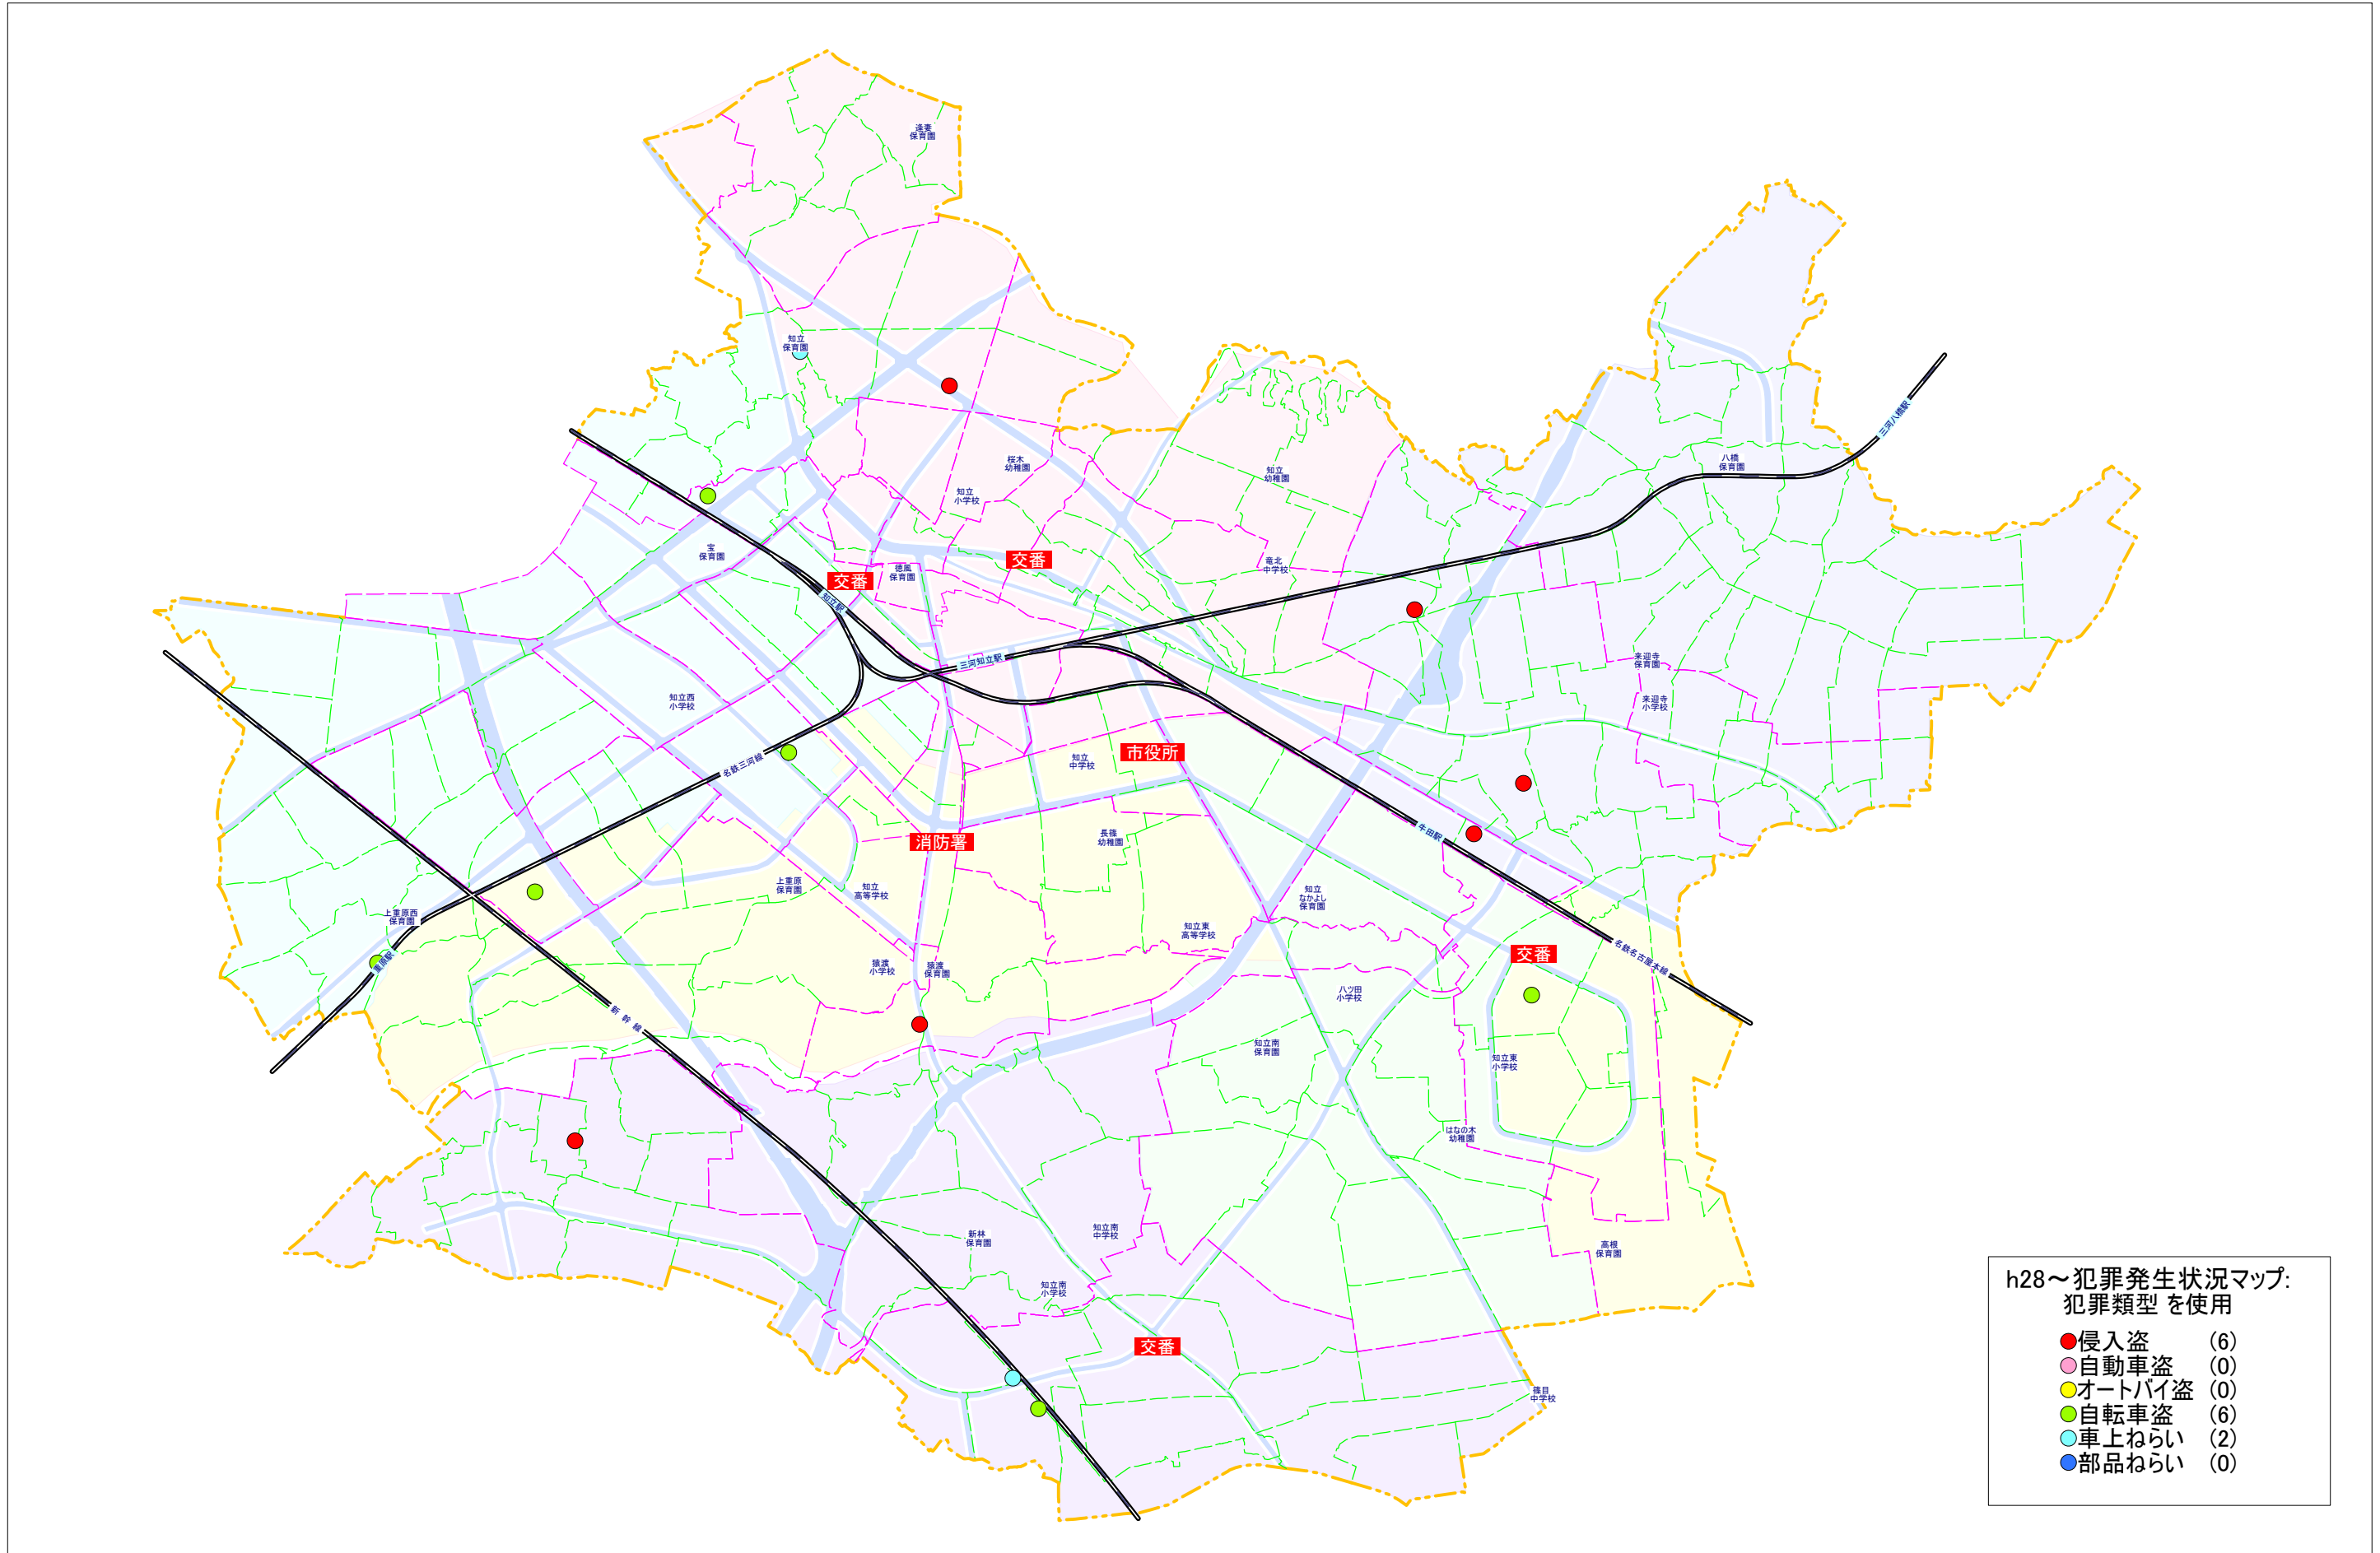 逢妻
保育園
知立
保育園
桜木
幼稚園
知立
小学校
知立
幼稚園
八橋
保育園
三河八橋駅
宝
保育園
交番
徳風
保育園
交番
竜北
中学校
知立駅
三河知立駅
来迎寺
保育園
来迎寺
小学校
知立西
小学校
名鉄三河線
知立
中学校
市役所
消防署
長篠
幼稚園
牛田駅
上重原
保育園
知立
高等学校
知立
なかよし
保育園
上重原西
保育園
重原駅
知立東
高等学校
猿渡
小学校
猿渡
保育園
交番
名鉄名古屋本線
新幹線
八ツ田
小学校
知立南
保育園
知立東
小学校
はなの木
幼稚園
新林
保育園
知立南
中学校
高根
保育園
知立南
小学校
交番
篠目
中学校
h28~犯罪発生状況マップ:
犯罪類型 を使用
侵入盗 (6)
自動車盗 (0)
オートバイ盗 (0)
自転車盗 (6)
車上ねらい (2)
部品ねらい (0)